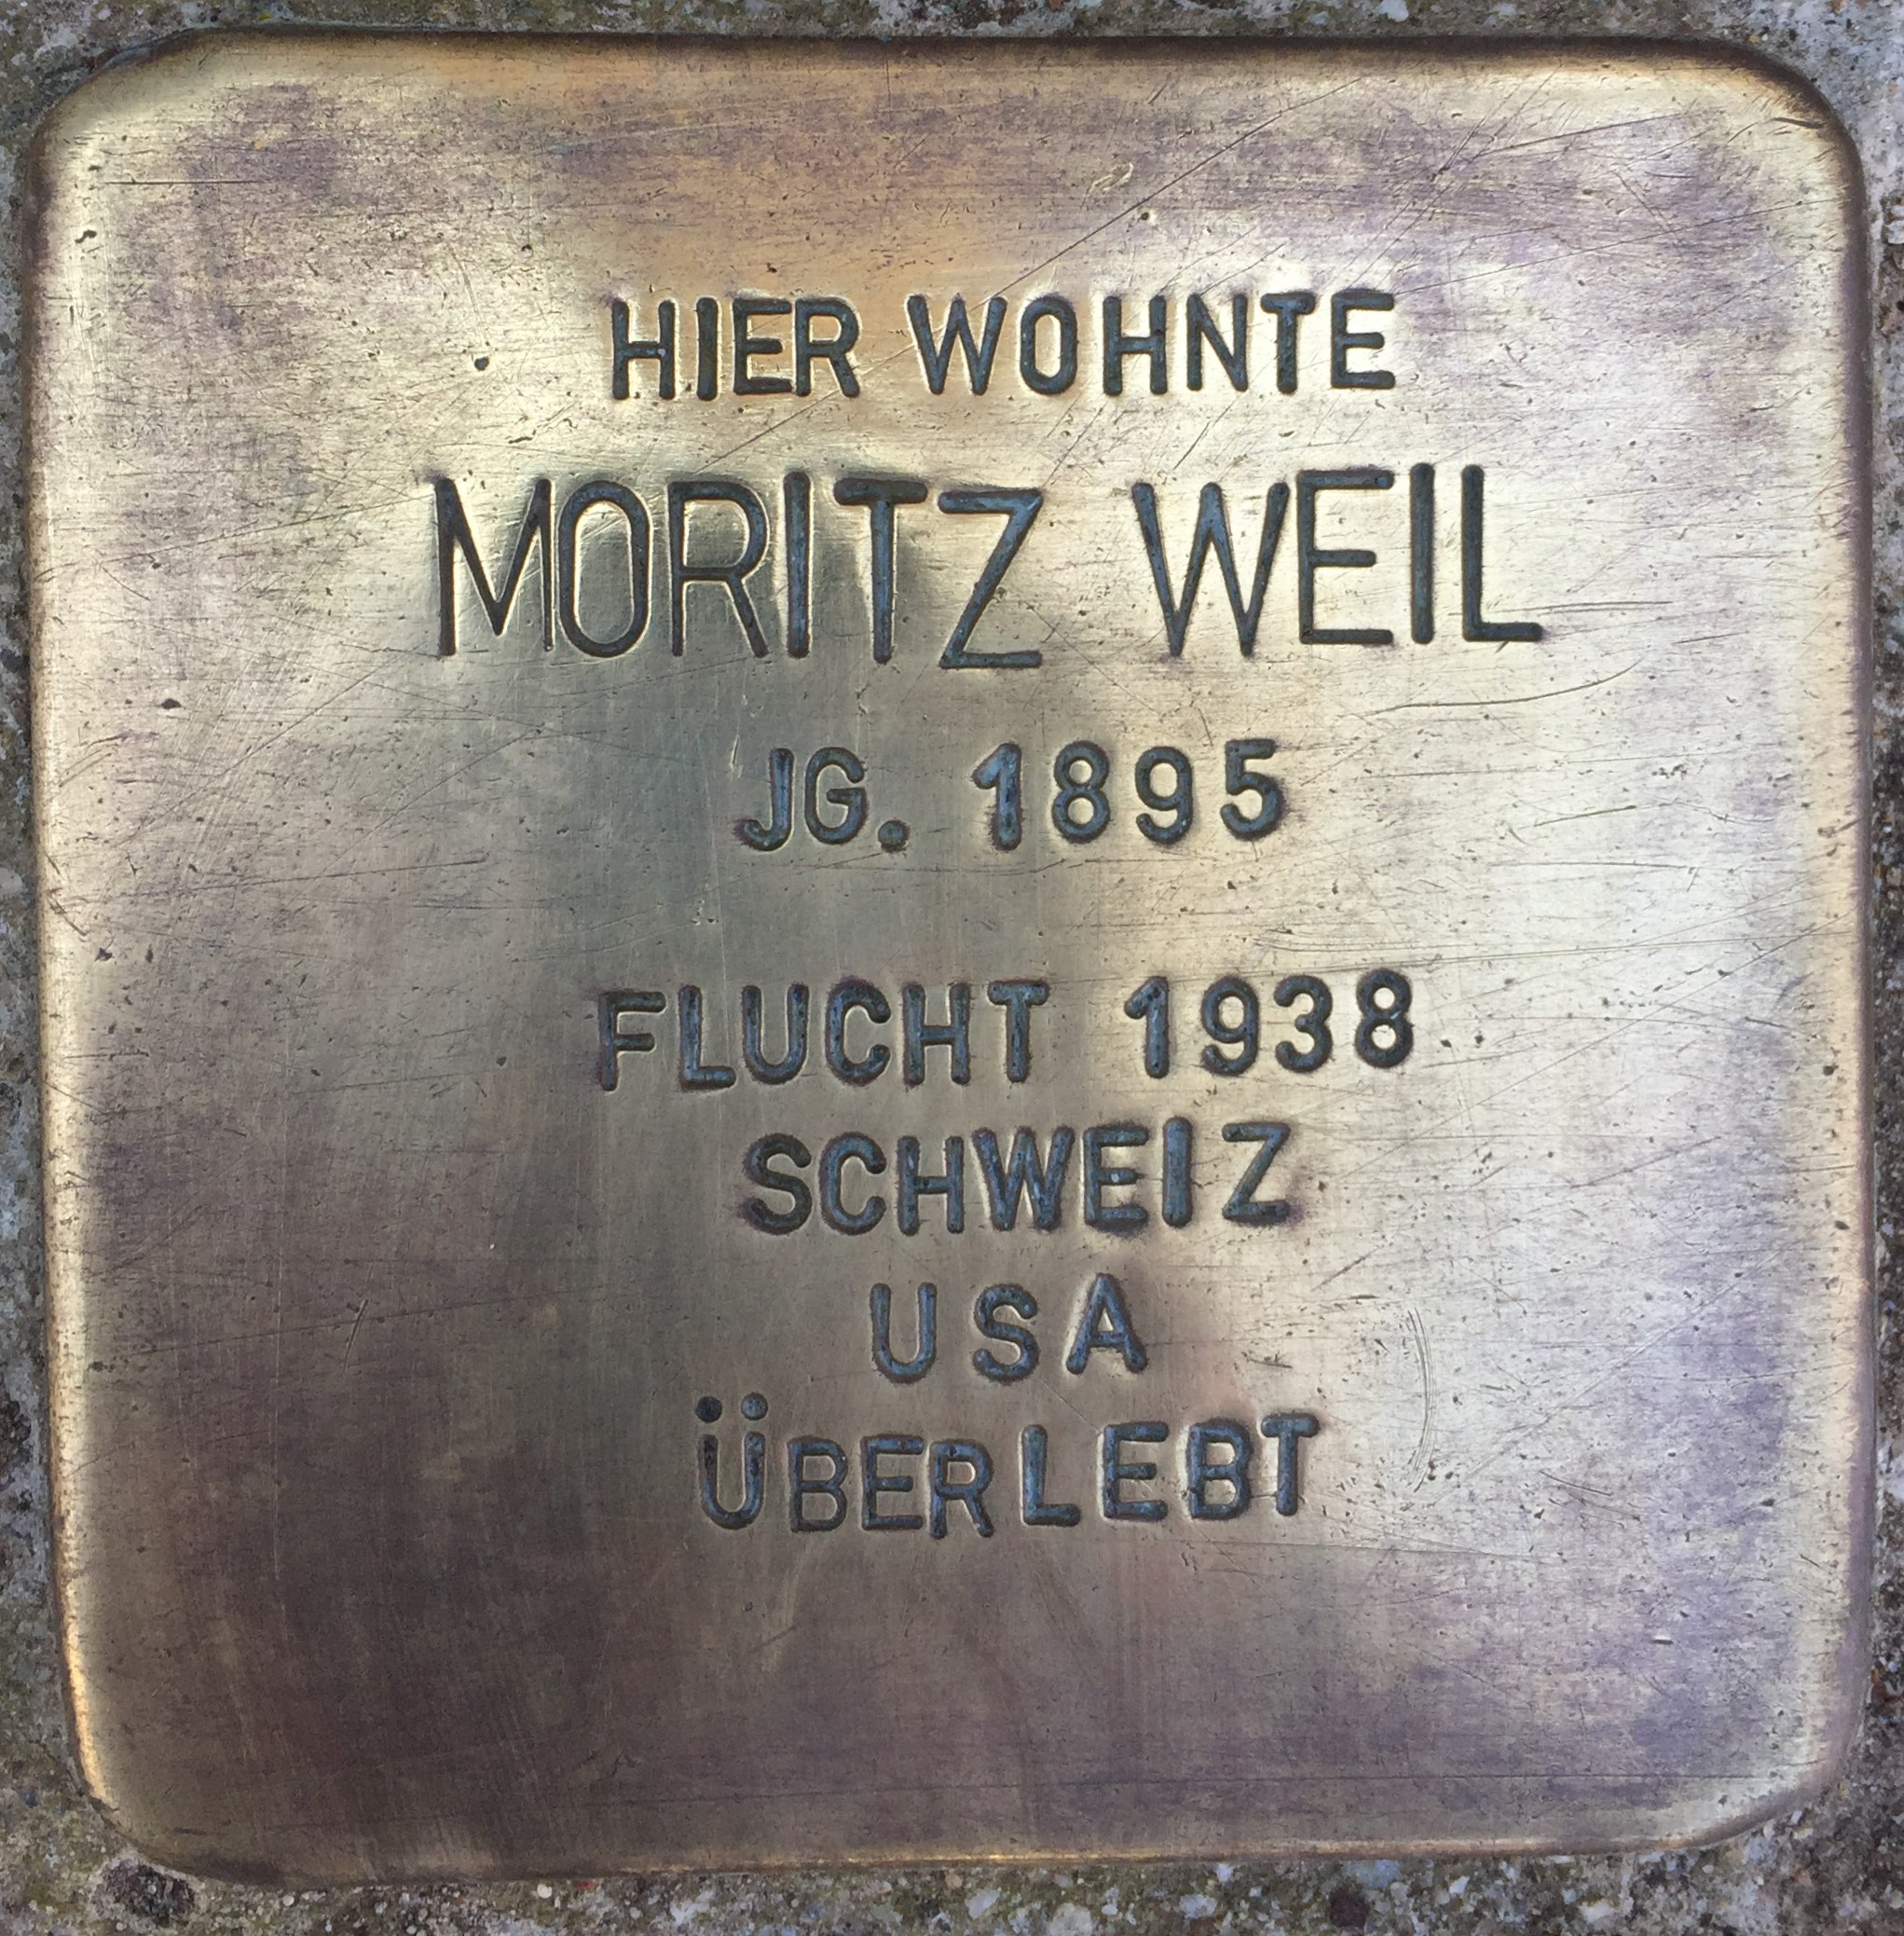 HIER WOHNTE
MORITZ WEIL
JG. 1895
FLUCHT 1938
SCHWEIZ
USA
ÜBERLEBT